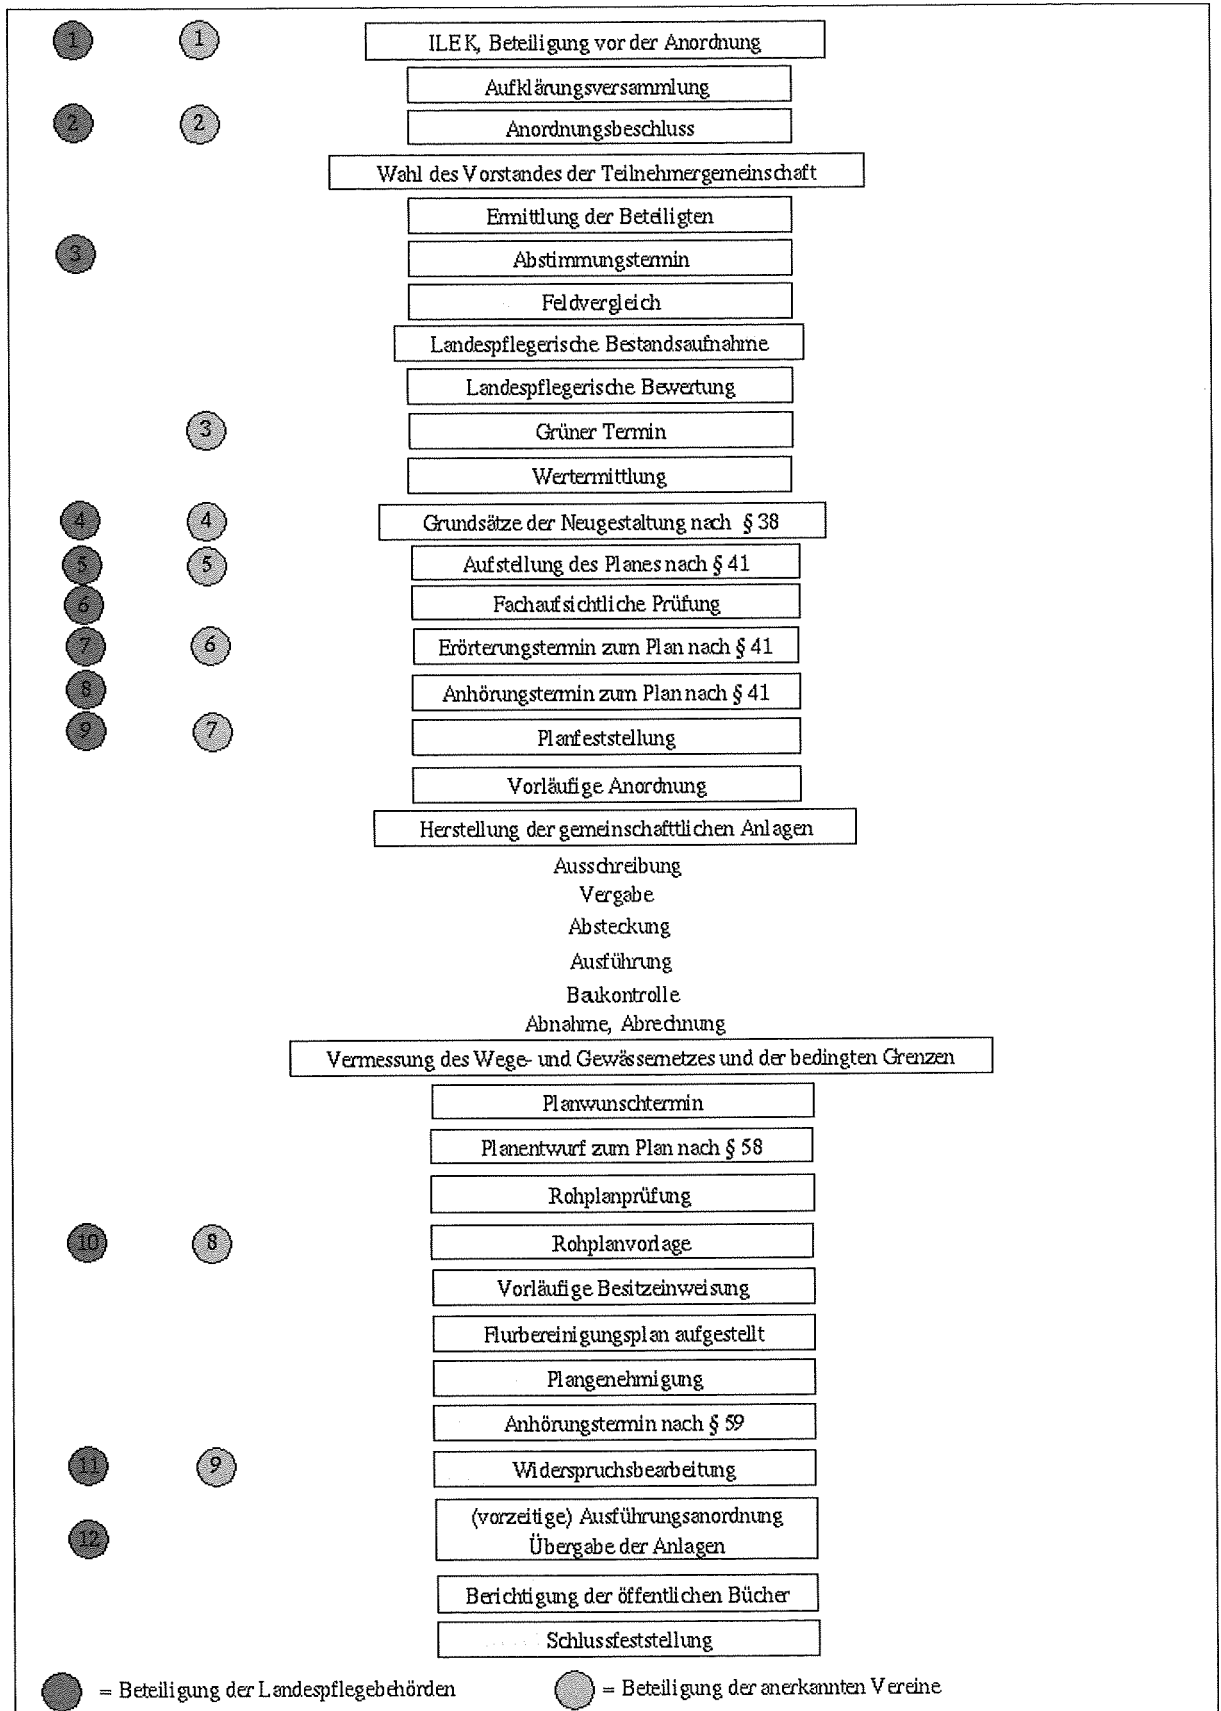 1 1 ILEK, Beteiligung vor der Anordnung
Aufklärungsversammlung
2 2 Anordnungsbeschluss
Wahl des Vorstandes der Teilnehmergemeinschaft
Ermittlung der Beteiligten
3 Abstimmungstermin
Feldvergleich
Landespflegerische Bestandsaufnahme
Landespflegerische Bewertung
3 Grüner Termin
Wertermittlung
4 4 Grundsätze der Neugestaltung nach § 38
5 5 Aufstellung des Planes nach § 41
6 Fachaufsichtliche Prüfung
7 6 Erörterungstermin zum Plan nach § 41
8 Anhörungstermin zum Plan nach § 41
9 7 Planfeststellung
Vorläufige Anordnung
Herstellung der gemeinschafttlichen Anlagen
Ausschreibung
Vergabe
Absteckung
Ausführung
Baukontrolle
Abnahme, Abrechnung
Vermessung des Wege- und Gewässernetzes und der bedingten Grenzen
Planwunschtermin
Planentwurf zum Plan nach § 58
Rohplanprüfung
10 8 Rohplanvorlage
Vorläufige Besitzeinweisung
Flurbereinigungsplan aufgestellt
Plangenehmigung
Anhörungstermin nach § 59
11 9 Widerspruchsbearbeitung
(vorzeitige) Ausführungsanordnung
12 Übergabe der Anlagen
Berichtigung der öffentlichen Bücher
Schlussfeststellung
= Beteiligung der Landespflegebehörden = Beteiligung der anerkannten Vereine